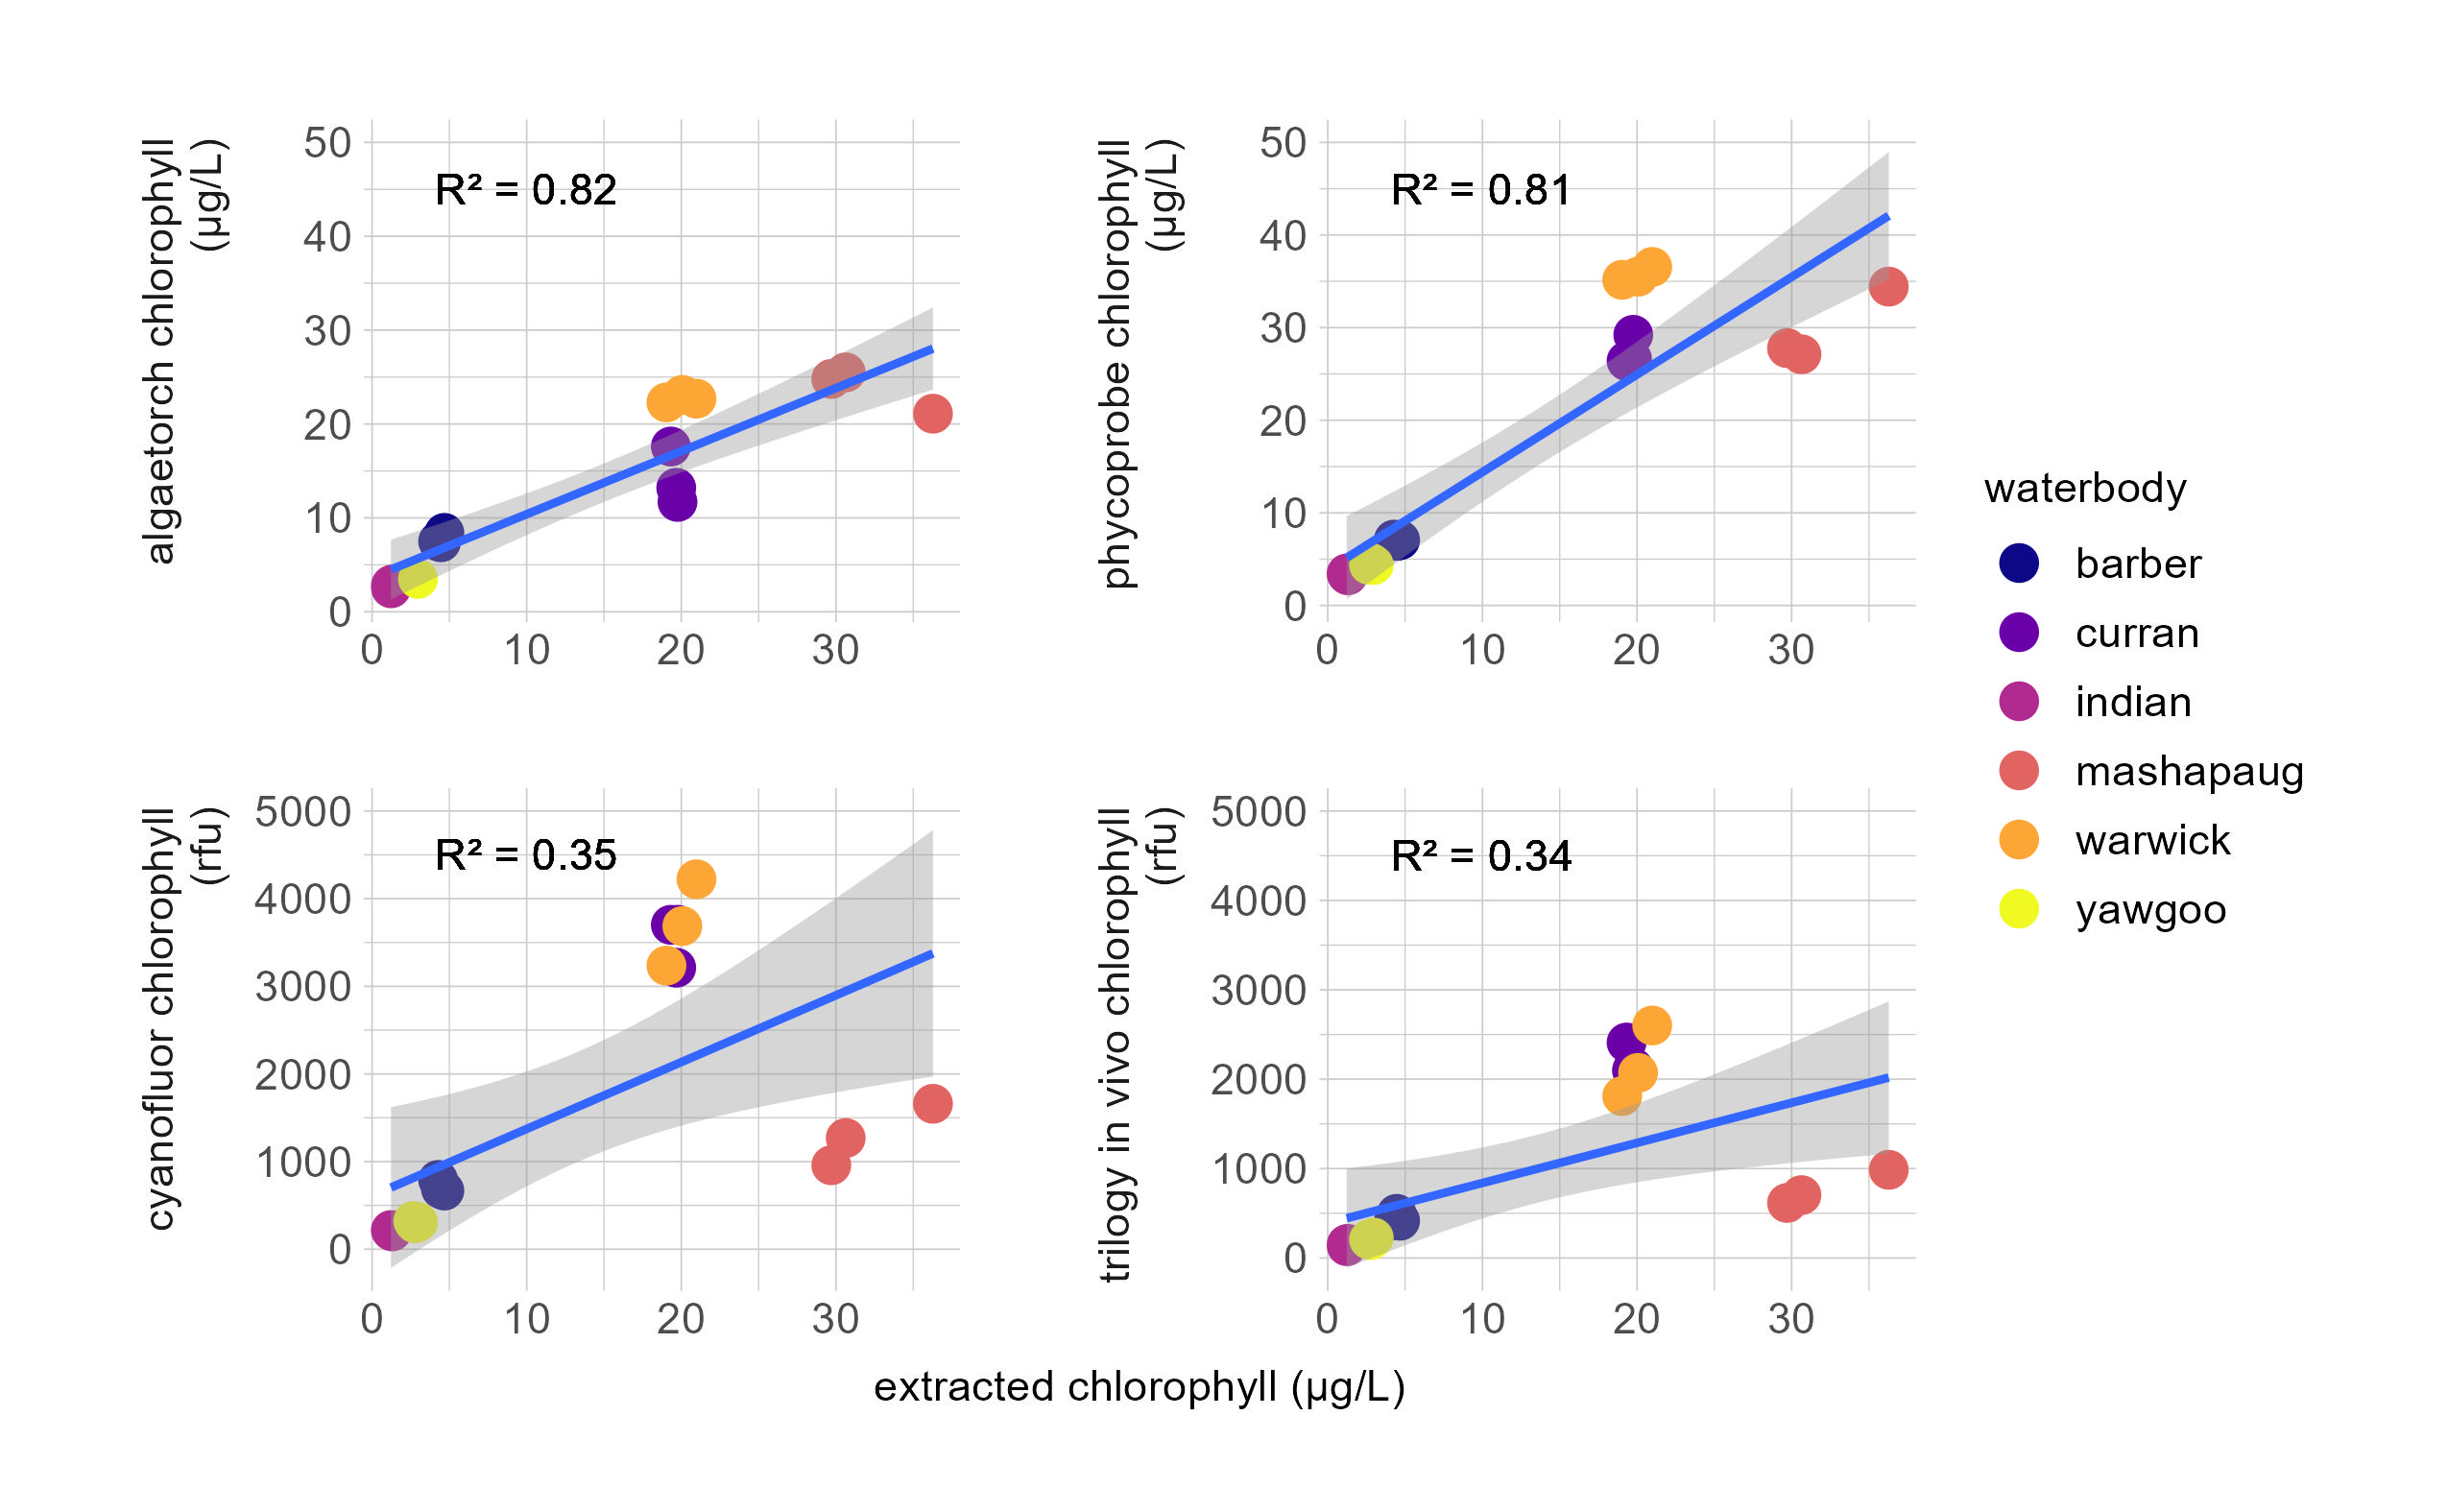 algaetorch chlorophyll
(µg/L)
50
40
30
20
10
0
R² = 0.82
0 10 20 30
phycoprobe chlorophyll
(µg/L)
50
40
30
20
10
0
R² = 0.81
0 10 20 30
cyanofluor chlorophyll
(rfu)
5000
4000
3000
2000
1000
0
R² = 0.35
0 10 20 30
trilogy in vivo chlorophyll
(rfu)
5000
4000
3000
2000
1000
0
R² = 0.34
0 10 20 30
extracted chlorophyll (µg/L)
waterbody
barber
curran
indian
mashapaug
warwick
yawgoo